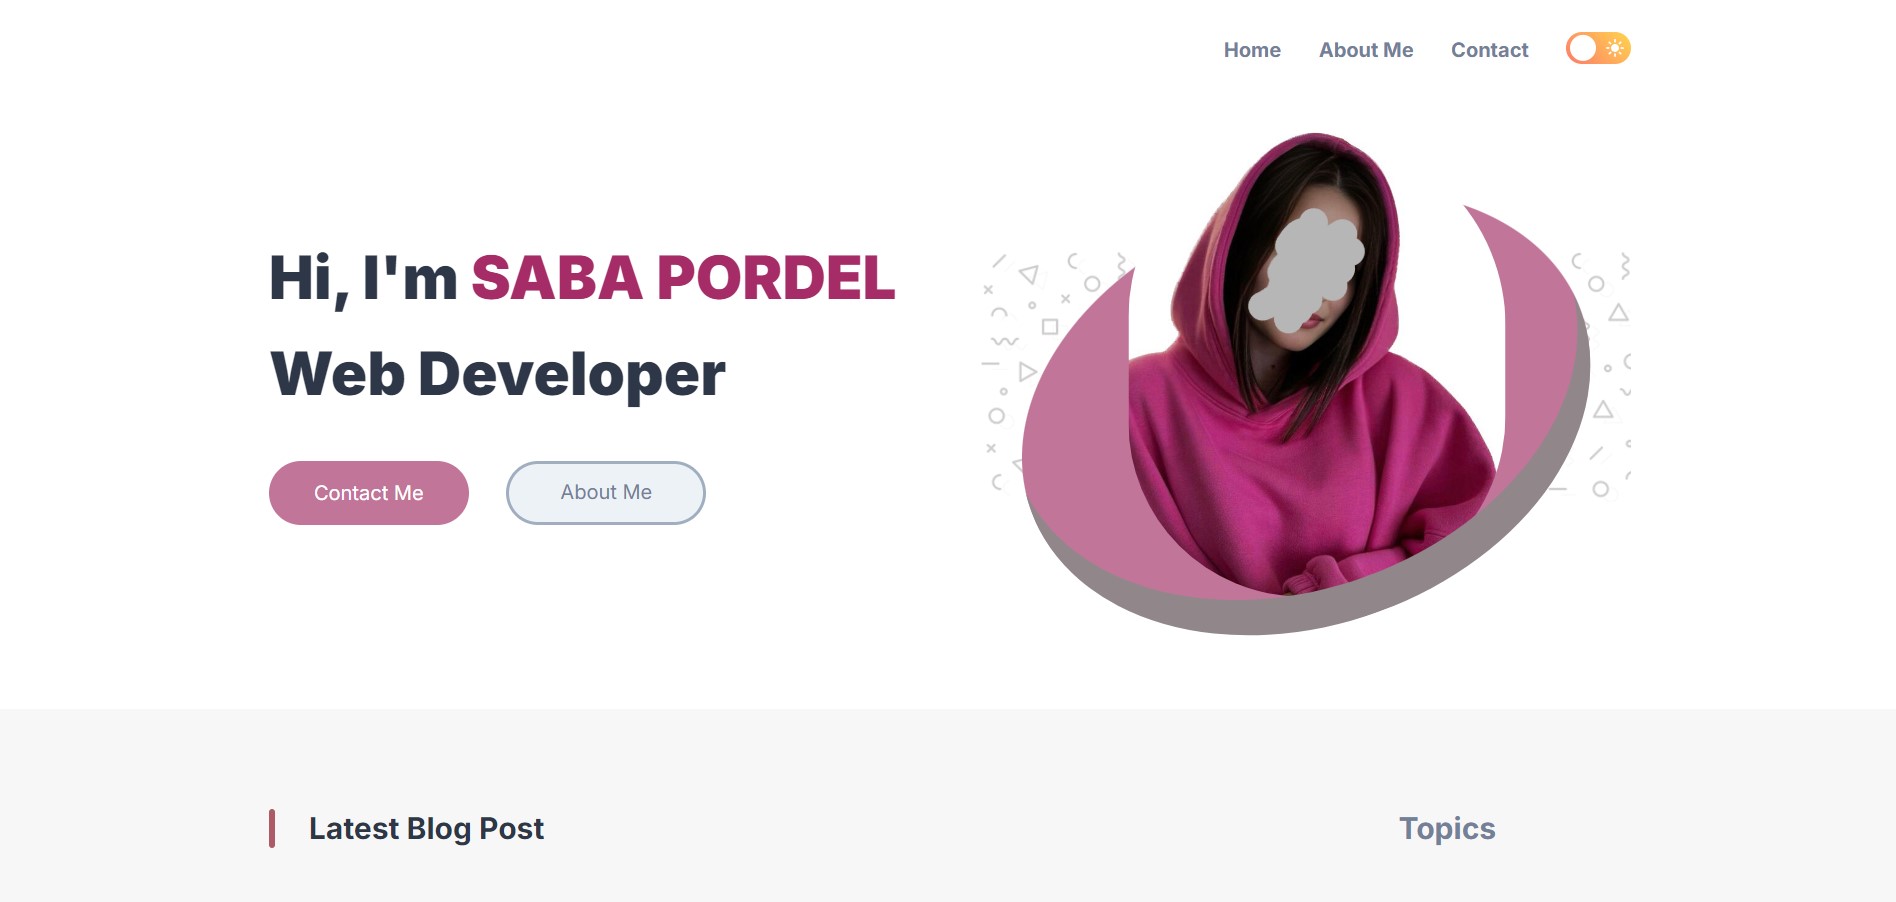 Home About Me Contact
Hi, I'm SABA PORDEL
Web Developer
Contact Me About Me
Latest Blog Post Topics